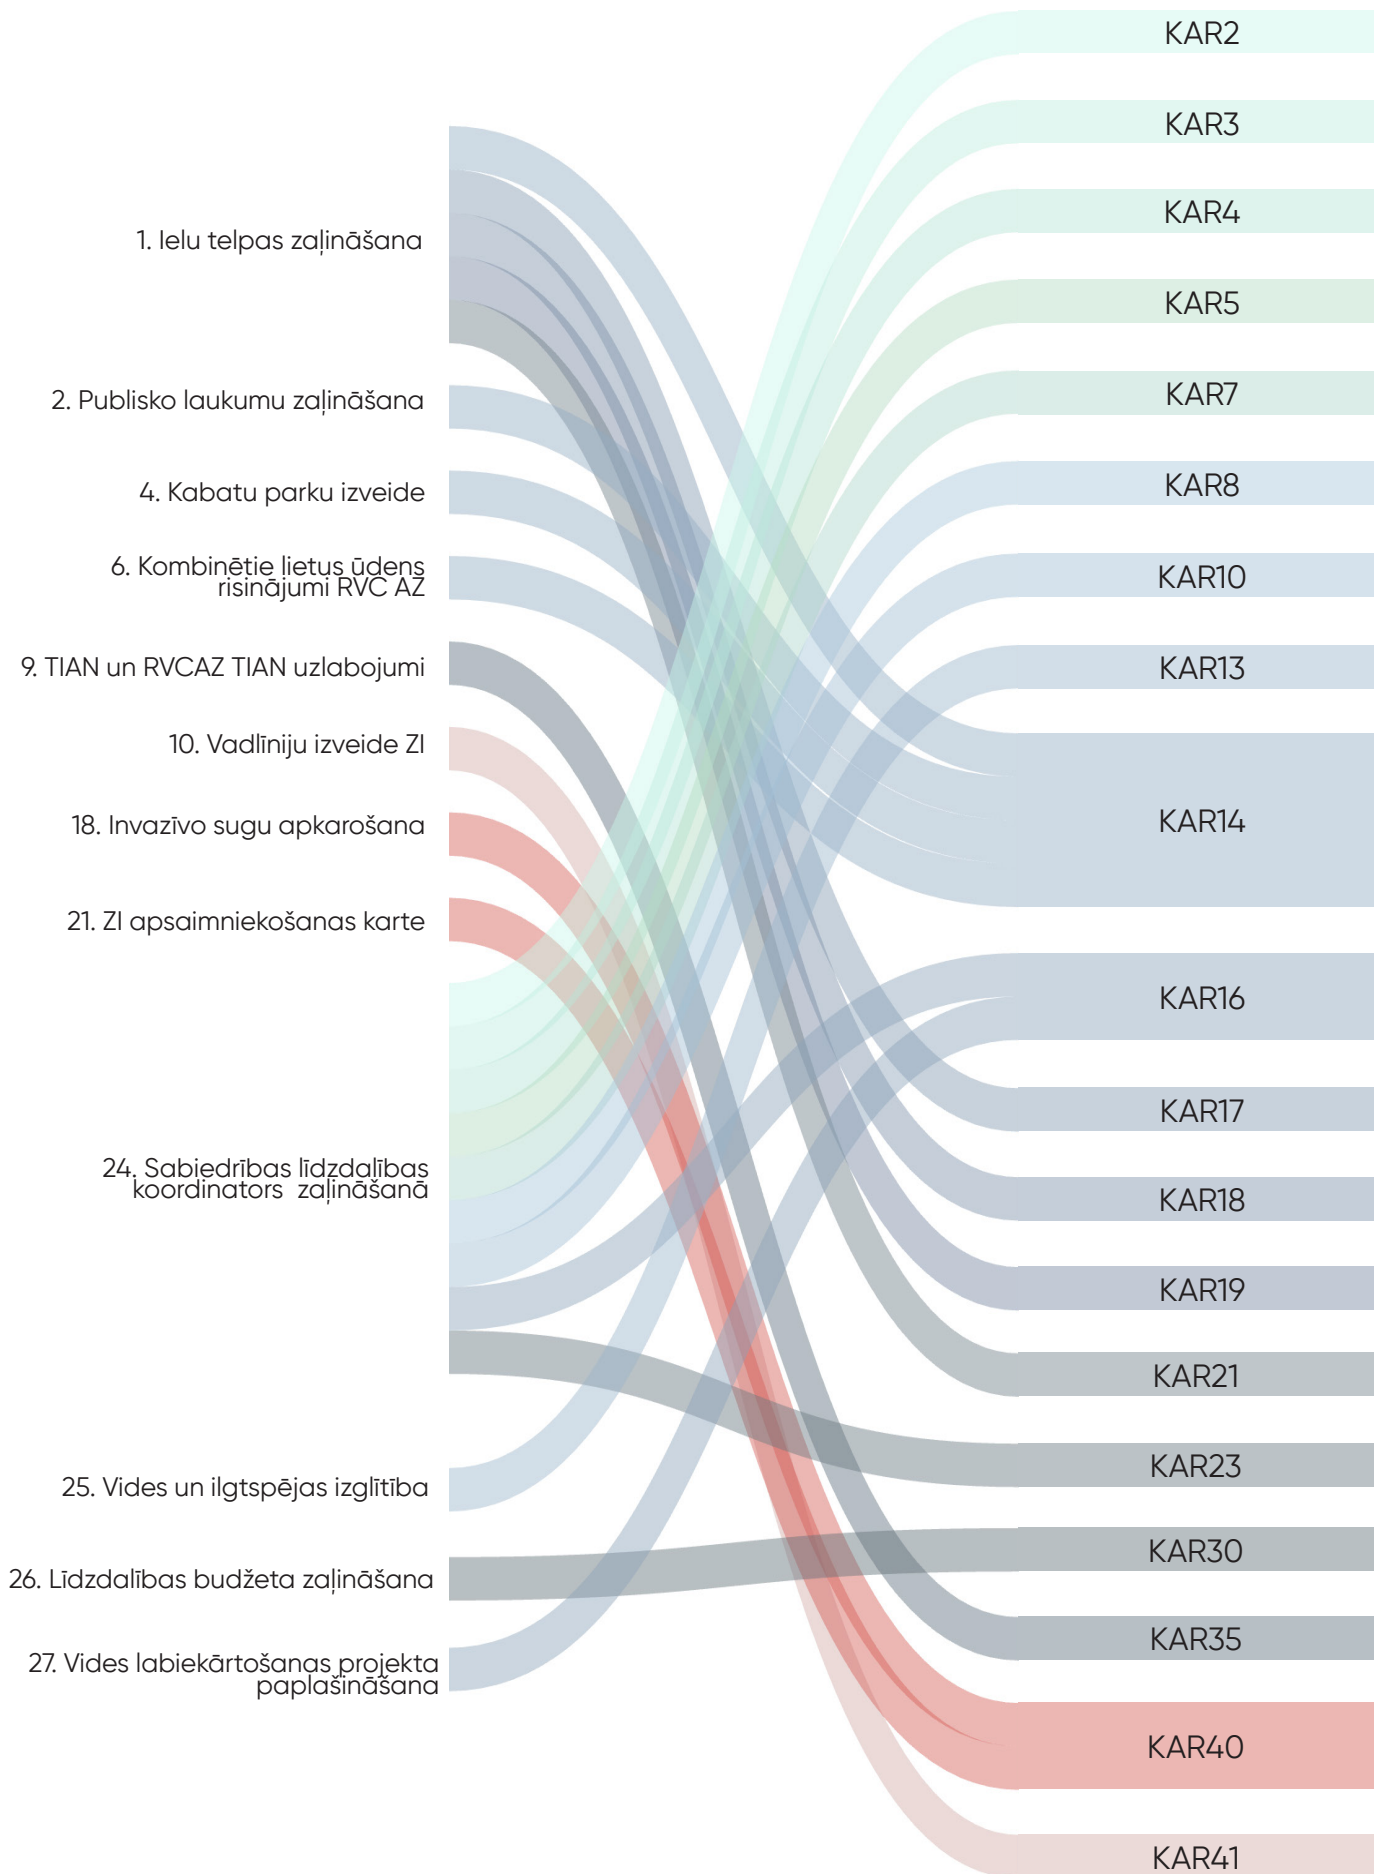 1. Ielu telpas zaļināšana
2. Publisko laukumu zaļināšana
4. Kabatu parku izveide
6. Kombinētie lietus ūdens
risinājumi RVC AZ
9. TIAN un RVCAZ TIAN uzlabojumi
10. Vadlīniju izveide ZI
18. Invazīvo sugu apkarošana
21. ZI apsaimniekošanas karte
24. Sabiedrības līdzdalības
koordinators zaļināšanā
25. Vides un ilgtspējas izglītība
26. Līdzdalības budžeta zaļināšana
27. Vides labiekārtošanas projekta
paplašināšana
KAR2
KAR3
KAR4
KAR5
KAR7
KAR8
KAR10
KAR13
KAR14
KAR16
KAR17
KAR18
KAR19
KAR21
KAR23
KAR30
KAR35
KAR40
KAR41